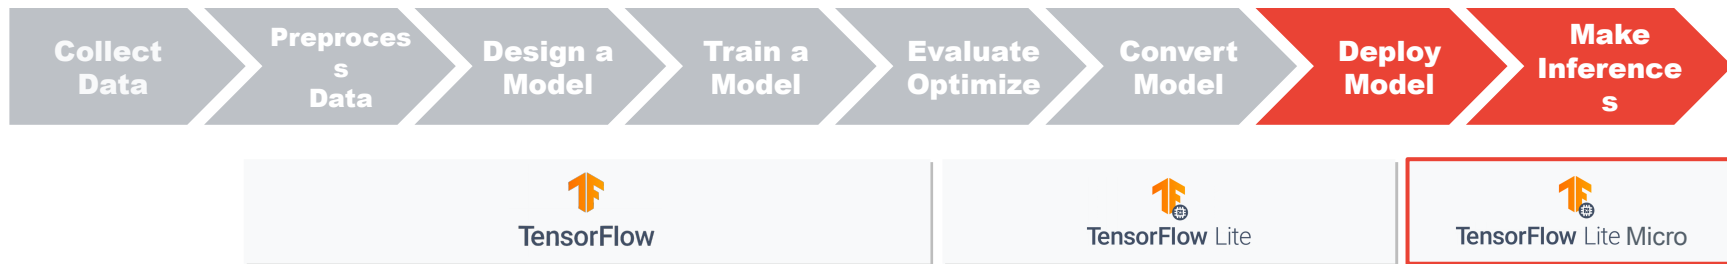 Collect
Data
Preproces
s
Data
Design a
Model
Train a
Model
Evaluate
Optimize
Convert
Model
Deploy
Model
Make
Inference
s
TensorFlow
TensorFlow Lite
TensorFlow Lite Micro